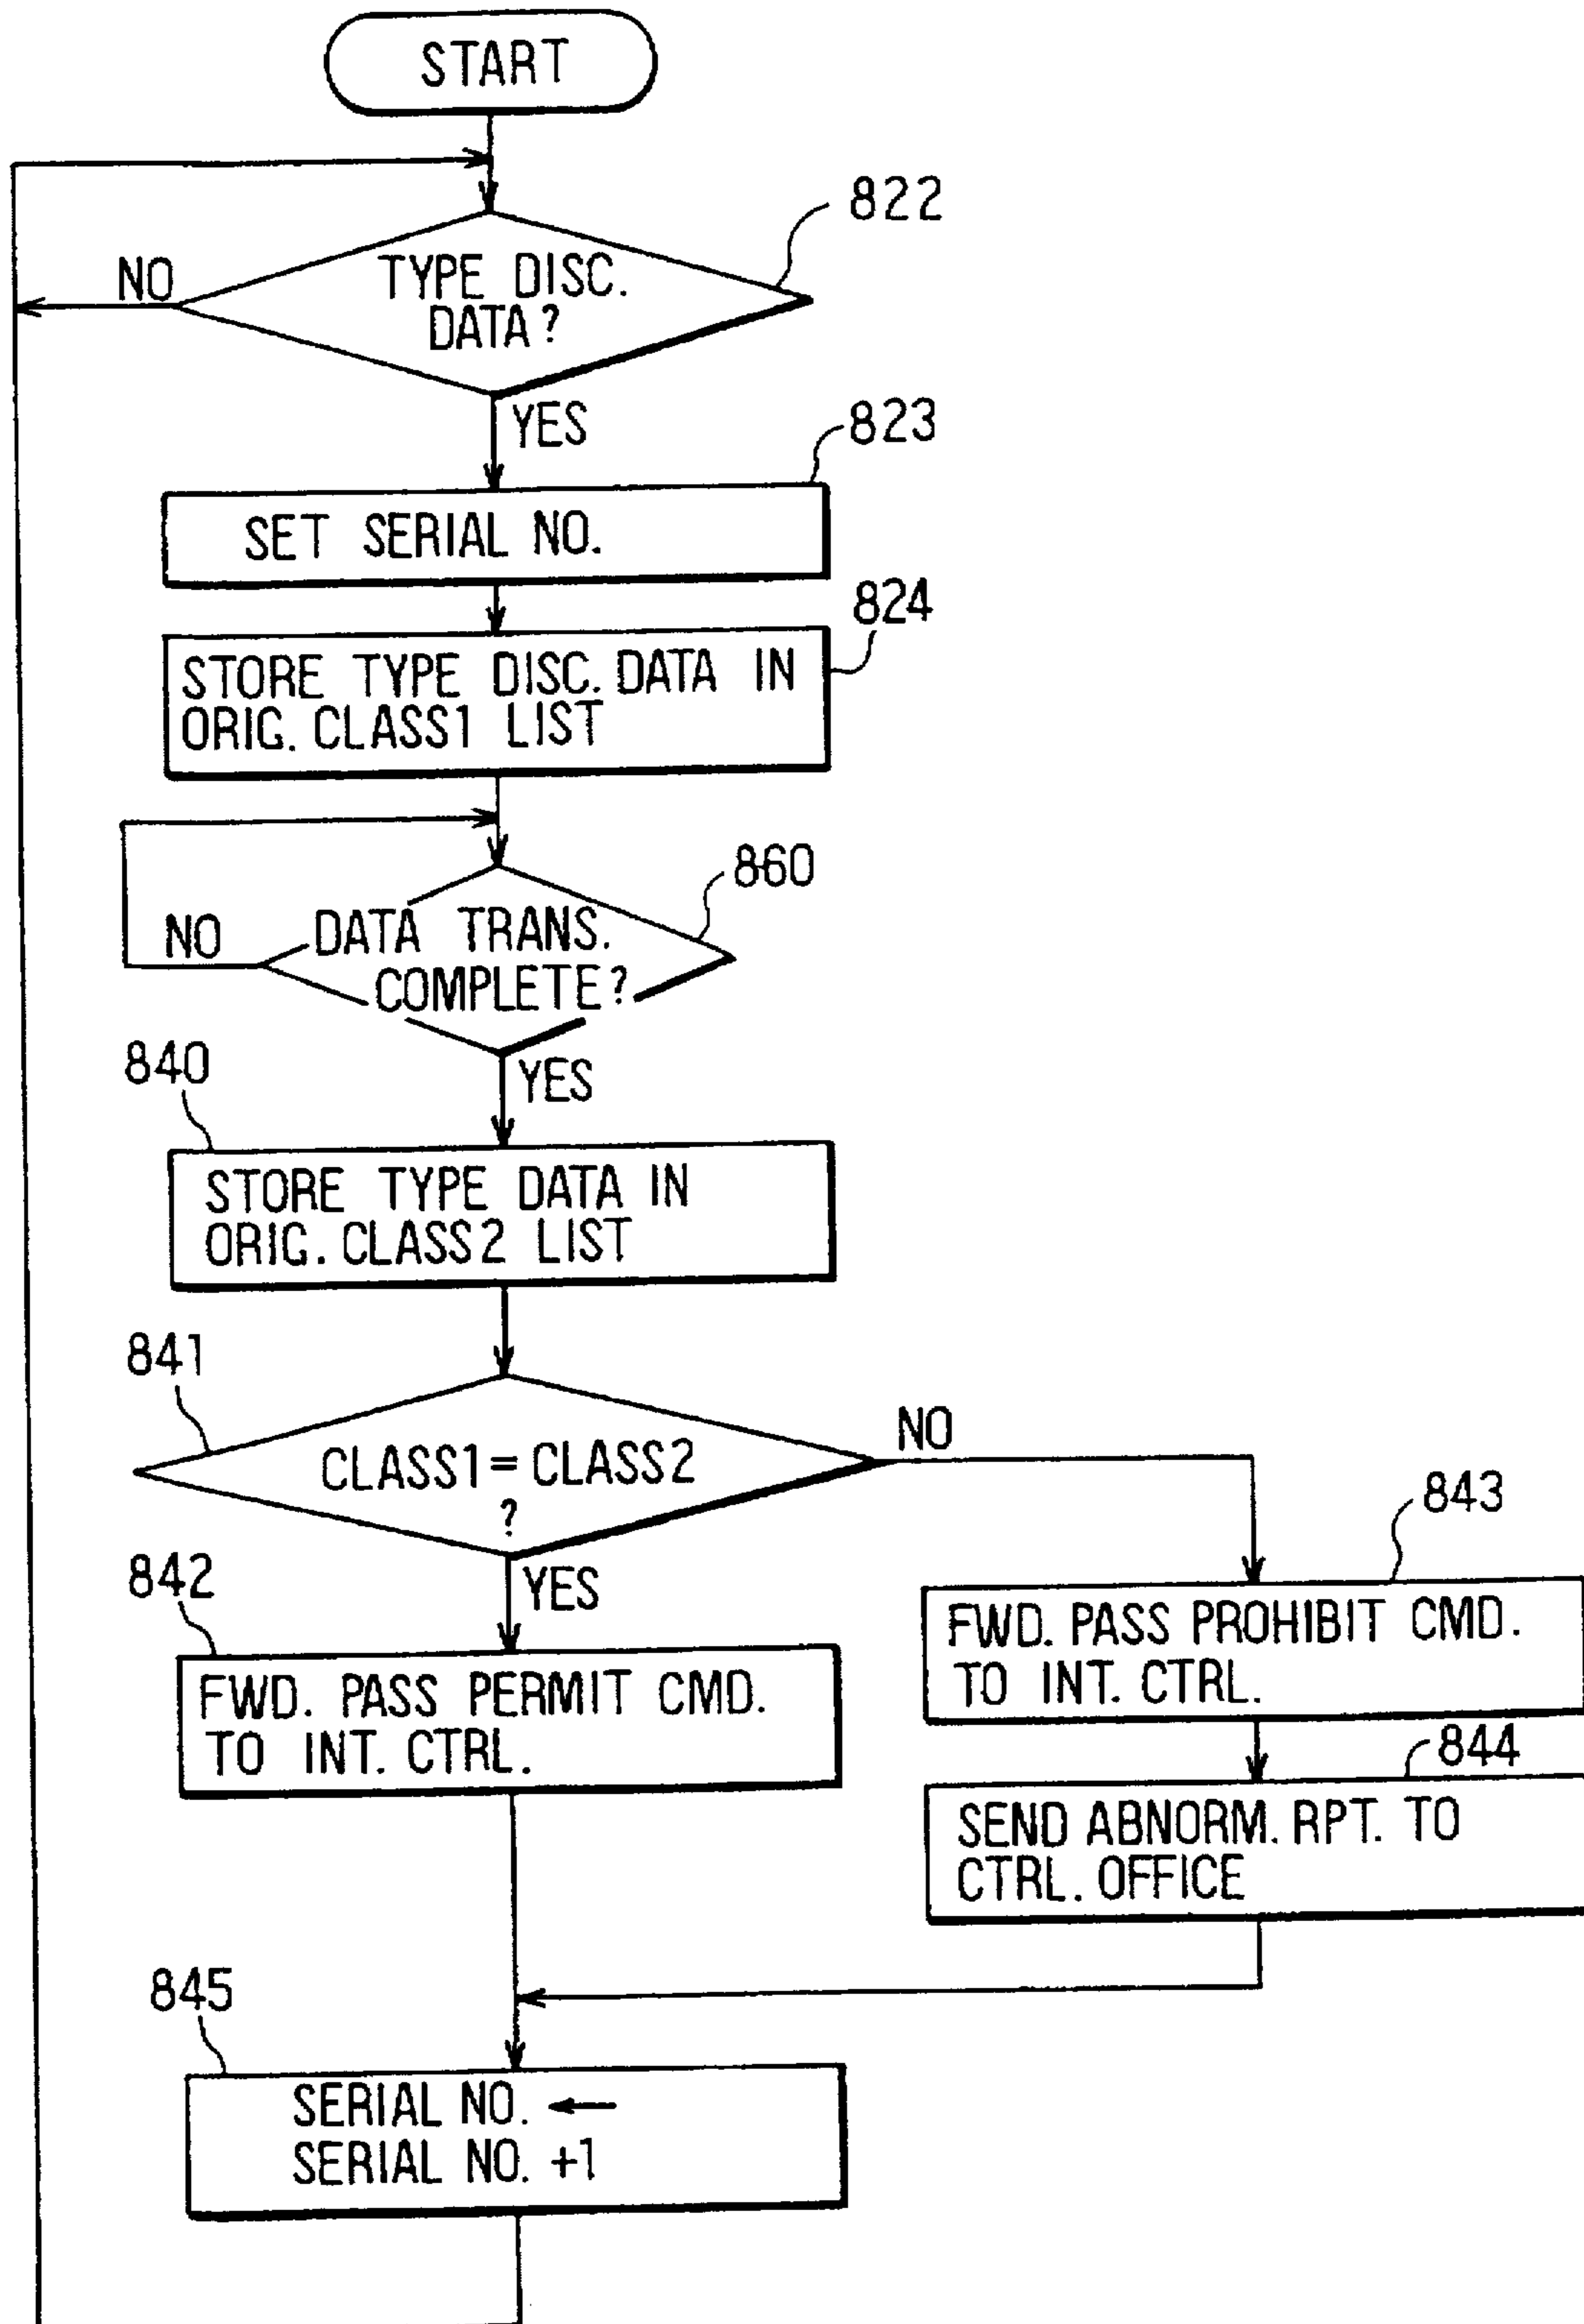 START
822
NO
TYPE DISC.
DATA?
YES
823
SET SERIAL NO.
824
STORE TYPE DISC. DATA IN
ORIG. CLASS1 LIST
860
NO
DATA TRANS.
COMPLETE?
YES
840
STORE TYPE DATA IN
ORIG. CLASS2 LIST
841
NO
CLASS1 = CLASS2
?
YES
842
FWD. PASS PERMIT CMD.
TO INT. CTRL.
843
FWD. PASS PROHIBIT CMD.
TO INT. CTRL.
844
SEND ABNORM. RPT. TO
CTRL. OFFICE
845
SERIAL NO. ←
SERIAL NO. +1